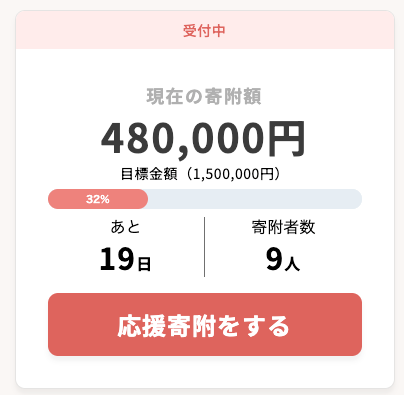 受付中
現在の寄附額
480,000円
目標金額（1,500,000円）
32%
あと
19日
寄附者数
9人
応援寄附をする